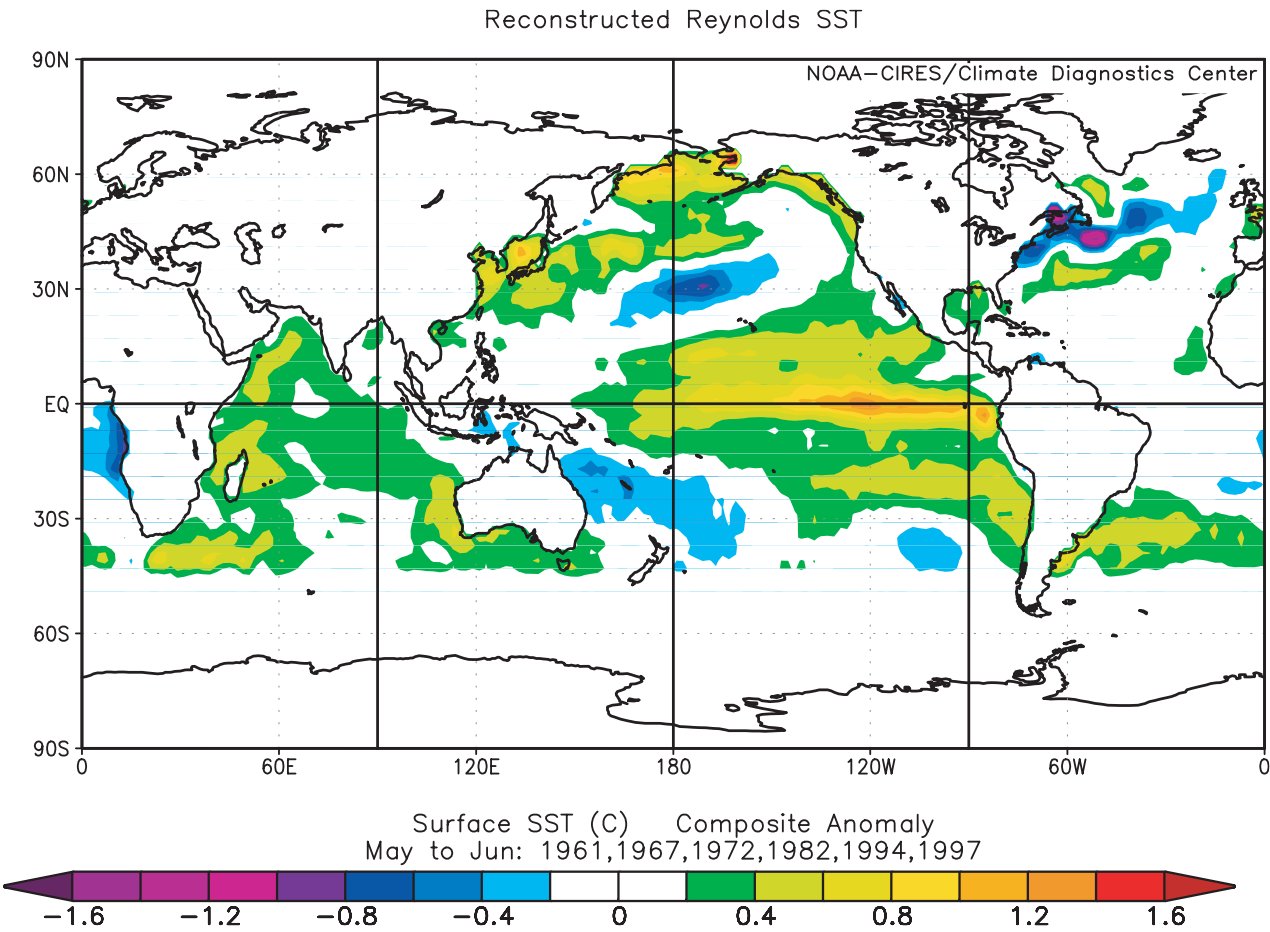 Reconstructed Reynolds SST
NOAA-CIRES/Climate Diagnostics Center
90N
60N
30N
EQ
30S
60S
90S
0 60E 120E 180 120W 60W 0
Surface SST (C) Composite Anomaly
May to Jun: 1961,1967,1972,1982,1994,1997
-1.6 -1.2 -0.8 -0.4 0 0.4 0.8 1.2 1.6